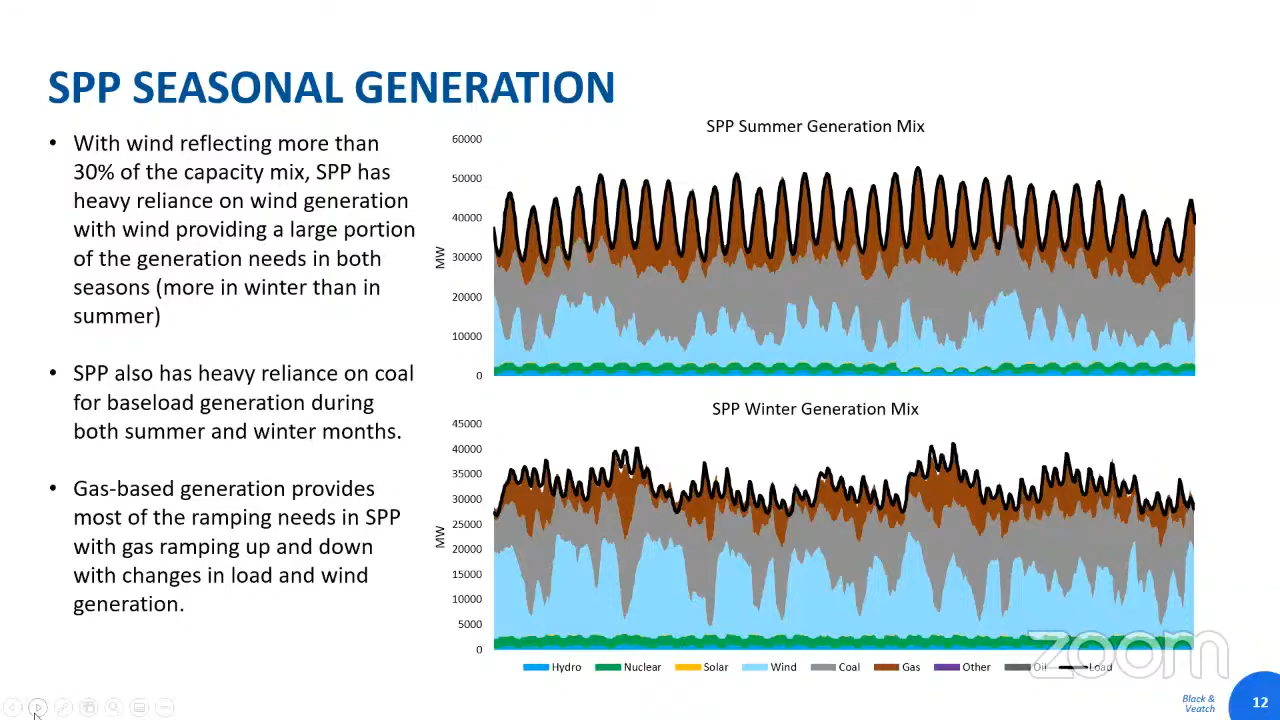 SPP SEASONAL GENERATION
• With wind reflecting more than
30% of the capacity mix, SPP has
heavy reliance on wind generation
with wind providing a large portion
of the generation needs in both
seasons (more in winter than in
summer)
• SPP also has heavy reliance on coal
for baseload generation during
both summer and winter months.
• Gas-based generation provides
most of the ramping needs in SPP
with gas ramping up and down
with changes in load and wind
generation.
SPP Summer Generation Mix
60000
50000
40000
30000
20000
10000
0
MW
SPP Winter Generation Mix
45000
40000
35000
30000
25000
20000
15000
10000
5000
0
MW
Hydro Nuclear Solar Wind Coal Gas Other Oil Load
zoom
Black &
Veatch
12